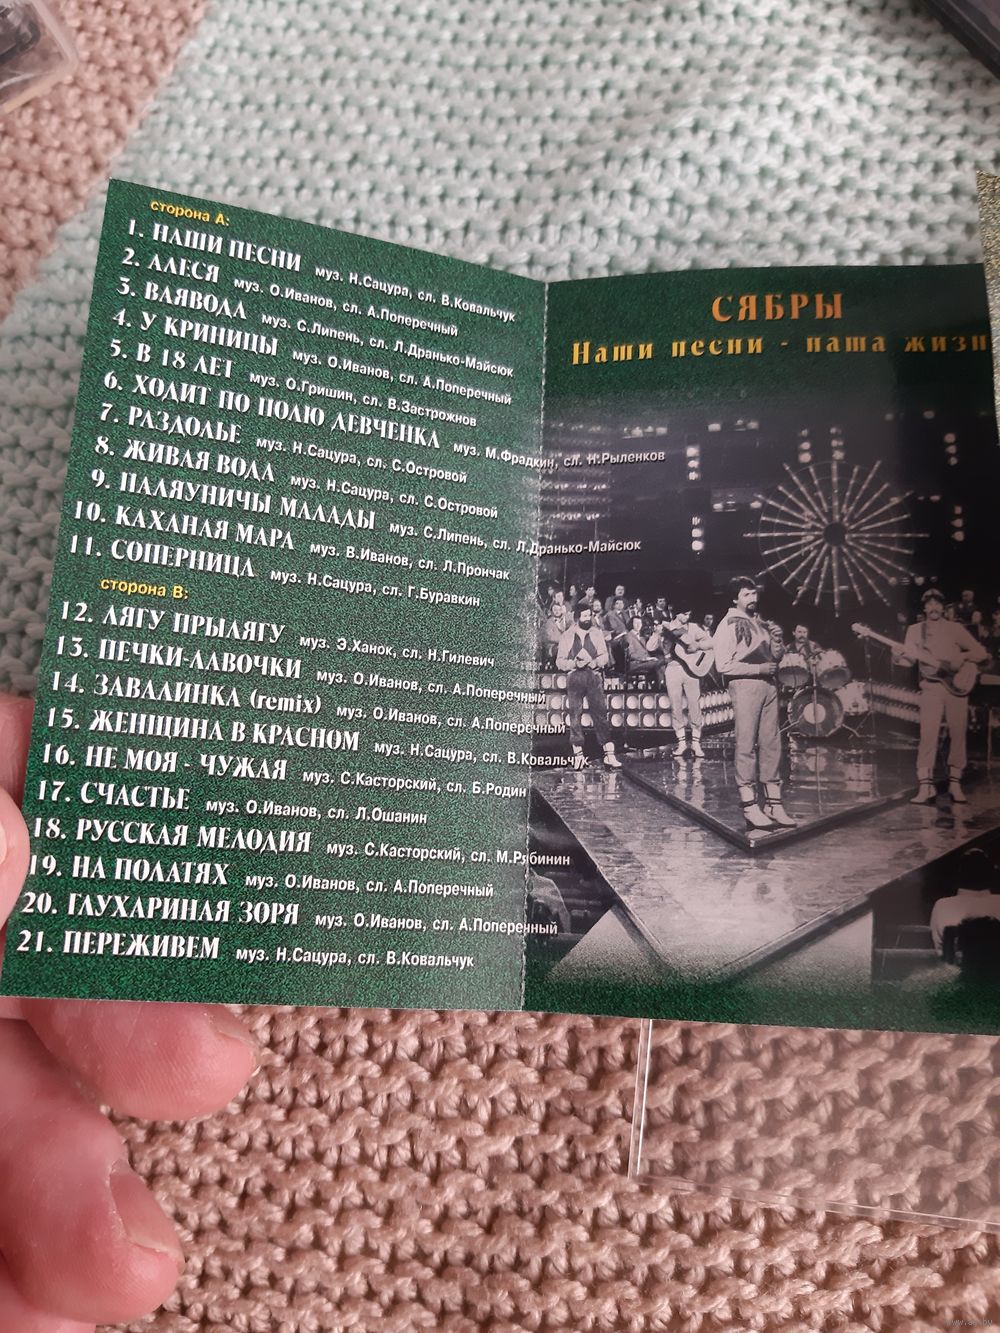 сторона А:
1. НАШИ ПЕСНИ муз. Н.Сацура, сл. В.Ковальчук
2. АЛЕСЯ муз. О.Иванов, сл. А.Поперечный
3. ВАЯВОДА муз. С.Липень, сл. Л.Дранько-Майсюк
4. У КРИНИЦЫ муз. О.Иванов, сл. А.Поперечный
5. В 18 ЛЕТ муз. О.Гришин, сл. В.Застрожнов
6. ХОДИТ ПО ПОЛЮ ДЕВЧЕНКА муз. М.Фрадкин, сл. Н.Рыленков
7. РАЗДОЛЬЕ муз. Н.Сацура, сл. С.Островой
8. ЖИВАЯ ВОДА муз. Н.Сацура, сл. С.Островой
9. ПАЛЯУНИЧЫ МАЛАДЫ муз. С.Липень, сл. Л.Дранько-Майсюк
10. КАХАНАЯ МАРА муз. В.Иванов, сл. Л.Прончак
11. СОПЕРНИЦА муз. Н.Сацура, сл. Г.Буравкин
сторона В:
12. ЛЯГУ ПРЫЛЯГУ муз. Э.Ханок, сл. Н.Гилевич
13. ПЕЧКИ-ЛАВОЧКИ муз. О.Иванов, сл. А.Поперечный
14. ЗАВАЛИНКА (remix) муз. О.Иванов, сл. А.Поперечный
15. ЖЕНЩИНА В КРАСНОМ муз. Н.Сацура, сл. В.Ковальчук
16. НЕ МОЯ - ЧУЖАЯ муз. С.Касторский, сл. Б.Родин
17. СЧАСТЬЕ муз. О.Иванов, сл. Л.Ошанин
18. РУССКАЯ МЕЛОДИЯ муз. С.Касторский, сл. М.Рябинин
19. НА ПОЛАТЯХ муз. О.Иванов, сл. А.Поперечный
20. ГЛУХАРИНАЯ ЗОРЯ муз. О.Иванов, сл. А.Поперечный
21. ПЕРЕЖИВЕМ муз. Н.Сацура, сл. В.Ковальчук
СЯБРЫ
Наши песни - наша жизн